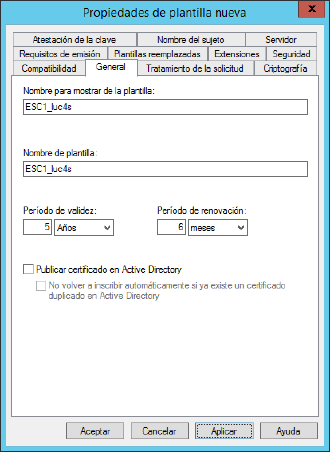 Propiedades de plantilla nueva
x
Atestación de la clave Nombre del sujeto Servidor
Requisitos de emisión Plantillas reemplazadas Extensiones Seguridad
Compatibilidad General Tratamiento de la solicitud Criptografía
Nombre para mostrar de la plantilla:
ESC1_luc4s
Nombre de plantilla:
ESC1_luc4s
Período de validez: Período de renovación:
5 Años 6 meses
Publicar certificado en Active Directory
No volver a inscribir automáticamente si ya existe un certificado
duplicado en Active Directory
Aceptar Cancelar Aplicar Ayuda